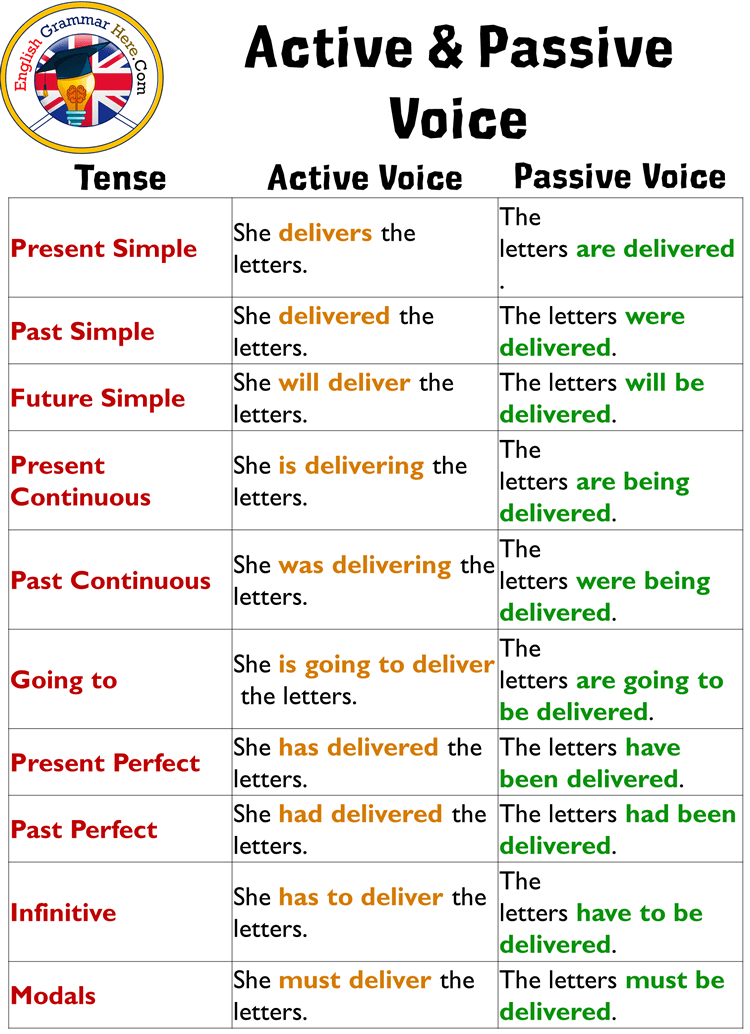 English Grammar Here.Com
Active & Passive
Voice
Tense
Active Voice
Passive Voice
Present Simple
She delivers the
letters.
The
letters are delivered
.
Past Simple
She delivered the
letters.
The letters were
delivered.
Future Simple
She will deliver the
letters.
The letters will be
delivered.
Present
Continuous
She is delivering the
letters.
The
letters are being
delivered.
Past Continuous
She was delivering the
letters.
The
letters were being
delivered.
Going to
She is going to deliver
the letters.
The
letters are going to
be delivered.
Present Perfect
She has delivered the
letters.
The letters have
been delivered.
Past Perfect
She had delivered the
letters.
The letters had been
delivered.
Infinitive
She has to deliver the
letters.
The
letters have to be
delivered.
Modals
She must deliver the
letters.
The letters must be
delivered.